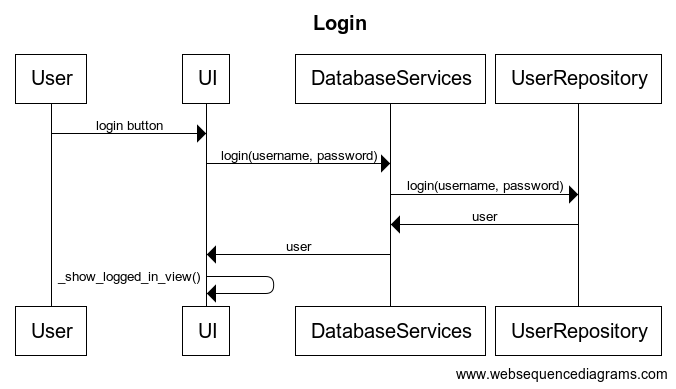 Login
User
UI
DatabaseServices
UserRepository
login button
login(username, password)
login(username, password)
user
user
_show_logged_in_view()
User
UI
DatabaseServices
UserRepository
www.websequencediagrams.com